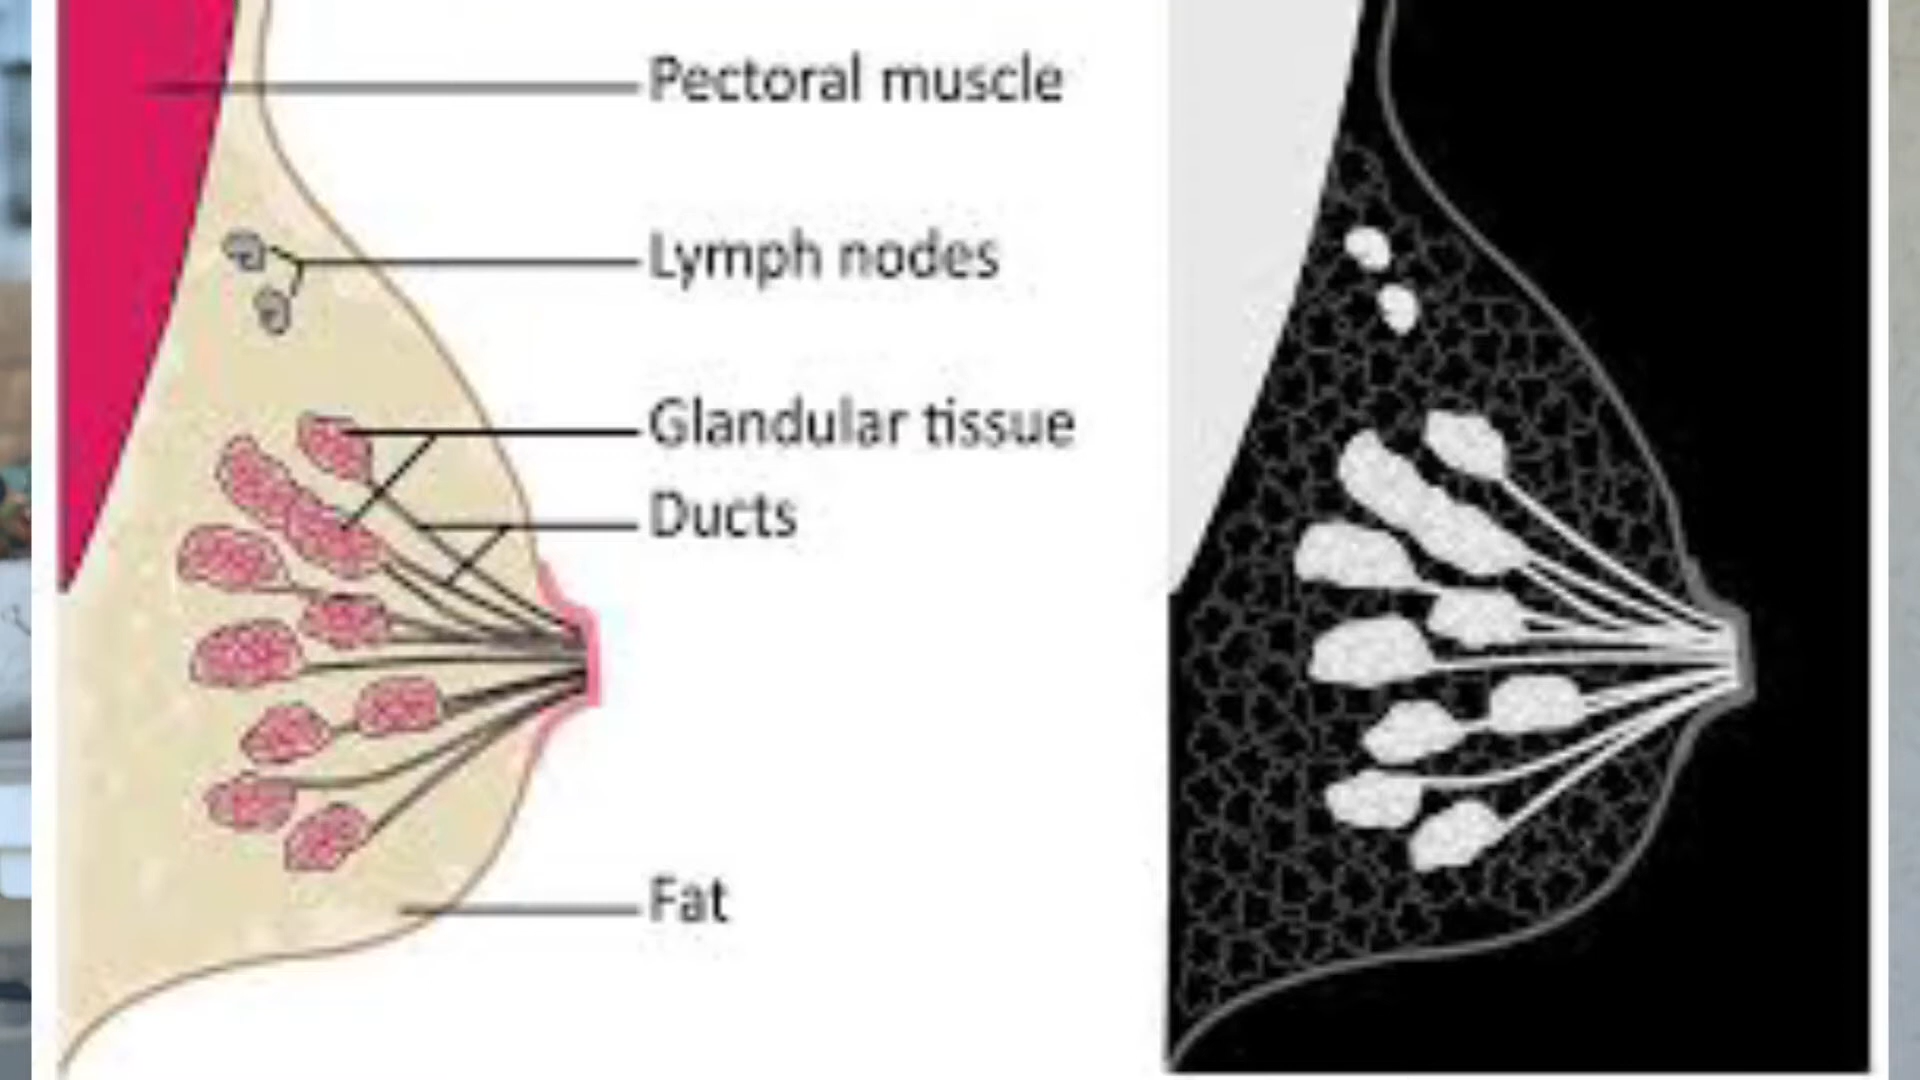 Pectoral muscle
Lymph nodes
Glandular tissue
Ducts
Fat